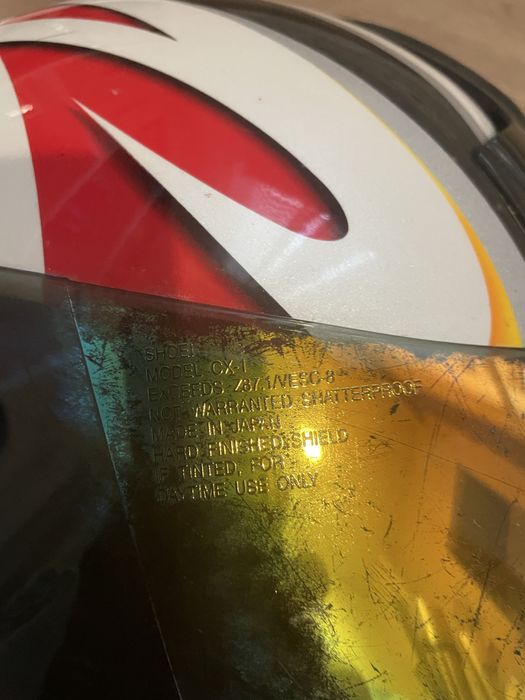 SHOEI
MODEL CX-1
EXCEEDS Z87.1/VESC-8
NOT WARRANTED SHATTERPROOF
MADE IN JAPAN
HARD FINISHED SHIELD
IF TINTED, FOR
DAYTIME USE ONLY